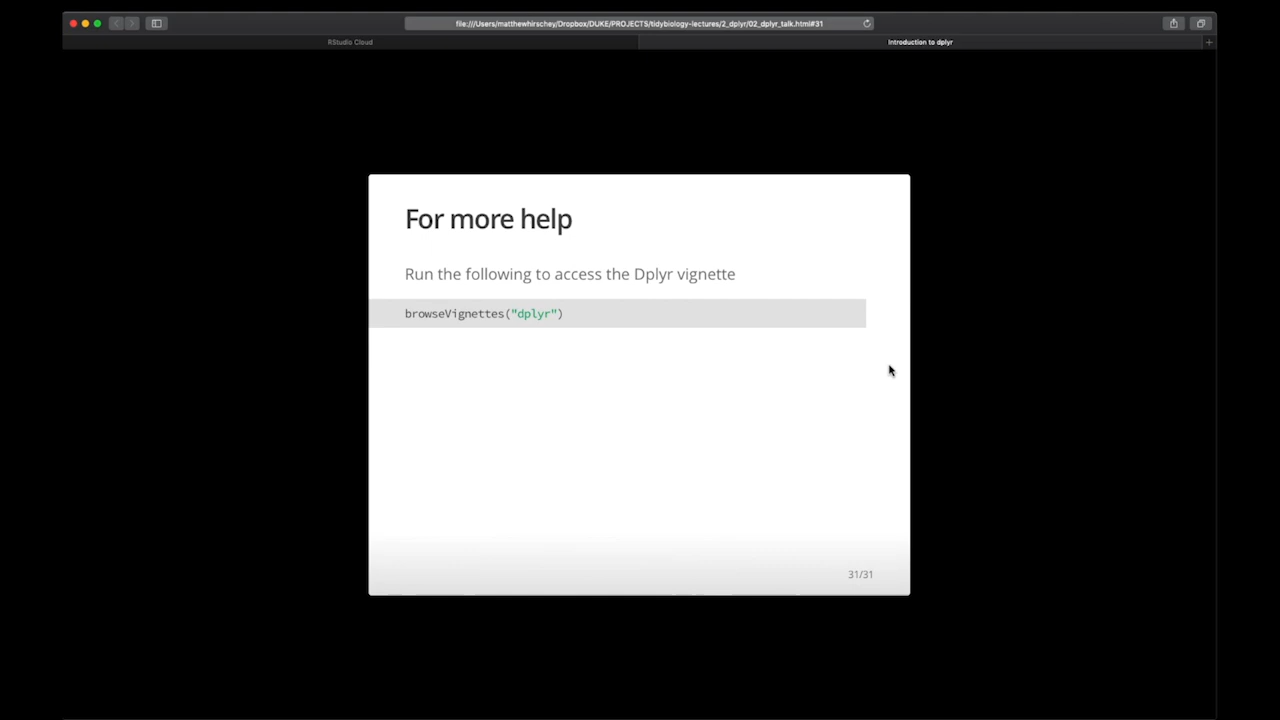 file:///Users/matthewhirschey/Dropbox/DUKE/PROJECTS/tidybiology-lectures/2_dplyr/02_dplyr_talk.html#31
RStudio Cloud
Introduction to dplyr
For more help
Run the following to access the Dplyr vignette
browseVignettes("dplyr")
31/31